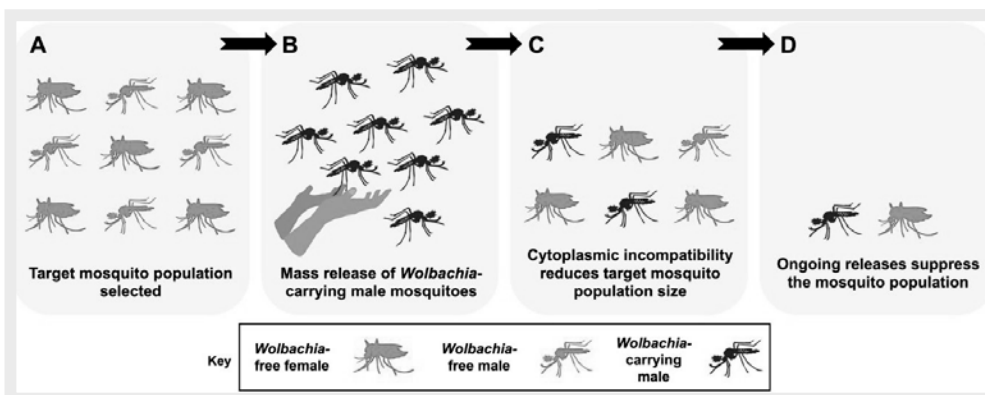 A
B
C
D
Target mosquito population
selected
Mass release of Wolbachia-
carrying male mosquitoes
Cytoplasmic incompatibility
reduces target mosquito
population size
Ongoing releases suppress
the mosquito population
Key
Wolbachia-
free female
Wolbachia-
free male
Wolbachia-
carrying
male